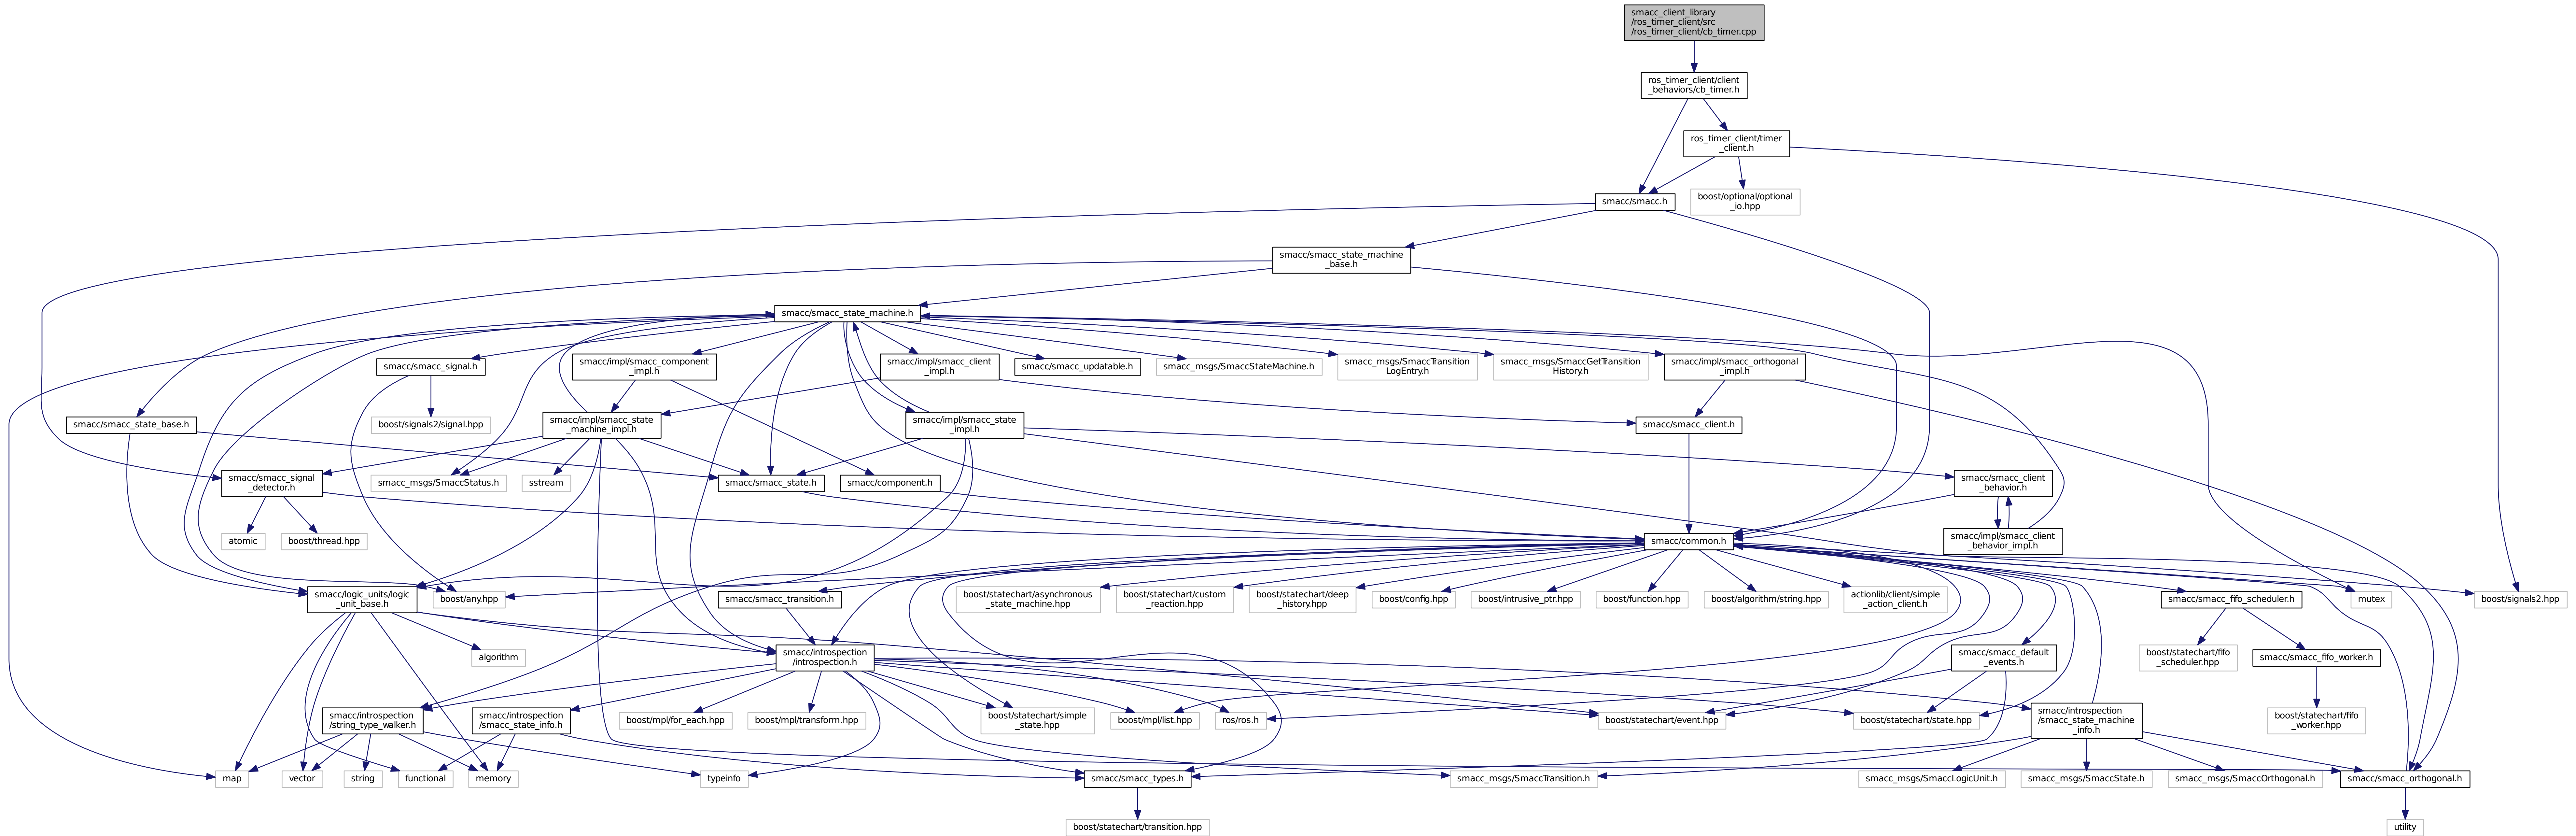 smacc_client_library
/ros_timer_client/src
/ros_timer_client/cb_timer.cpp
ros_timer_client/client
_behaviors/cb_timer.h
ros_timer_client/timer
_client.h
smacc/smacc.h
boost/optional/optional
_io.hpp
smacc/smacc_state_machine
_base.h
smacc/smacc_state_machine.h
smacc/smacc_signal.h
smacc/impl/smacc_component
_impl.h
smacc/impl/smacc_client
_impl.h
smacc/smacc_updatable.h
smacc_msgs/SmaccStateMachine.h
smacc_msgs/SmaccTransition
LogEntry.h
smacc_msgs/SmaccGetTransition
History.h
smacc/impl/smacc_orthogonal
_impl.h
smacc/smacc_state_base.h
boost/signals2/signal.hpp
smacc/impl/smacc_state
_machine_impl.h
smacc/impl/smacc_state
_impl.h
smacc/smacc_client.h
smacc/smacc_signal
_detector.h
smacc_msgs/SmaccStatus.h
sstream
smacc/smacc_state.h
smacc/component.h
smacc/smacc_client
_behavior.h
atomic
boost/thread.hpp
smacc/common.h
smacc/impl/smacc_client
_behavior_impl.h
smacc/logic_units/logic
_unit_base.h
boost/any.hpp
smacc/smacc_transition.h
boost/statechart/asynchronous
_state_machine.hpp
boost/statechart/custom
_reaction.hpp
boost/statechart/deep
_history.hpp
boost/config.hpp
boost/intrusive_ptr.hpp
boost/function.hpp
boost/algorithm/string.hpp
actionlib/client/simple
_action_client.h
smacc/smacc_fifo_scheduler.h
mutex
boost/signals2.hpp
algorithm
smacc/introspection
/introspection.h
smacc/smacc_default
_events.h
boost/statechart/fifo
_scheduler.hpp
smacc/smacc_fifo_worker.h
smacc/introspection
/string_type_walker.h
smacc/introspection
/smacc_state_info.h
boost/mpl/for_each.hpp
boost/mpl/transform.hpp
boost/statechart/simple
_state.hpp
boost/mpl/list.hpp
ros/ros.h
boost/statechart/event.hpp
boost/statechart/state.hpp
smacc/introspection
/smacc_state_machine
_info.h
boost/statechart/fifo
_worker.hpp
map
vector
string
functional
memory
typeinfo
smacc/smacc_types.h
smacc_msgs/SmaccTransition.h
smacc_msgs/SmaccLogicUnit.h
smacc_msgs/SmaccState.h
smacc_msgs/SmaccOrthogonal.h
smacc/smacc_orthogonal.h
boost/statechart/transition.hpp
utility